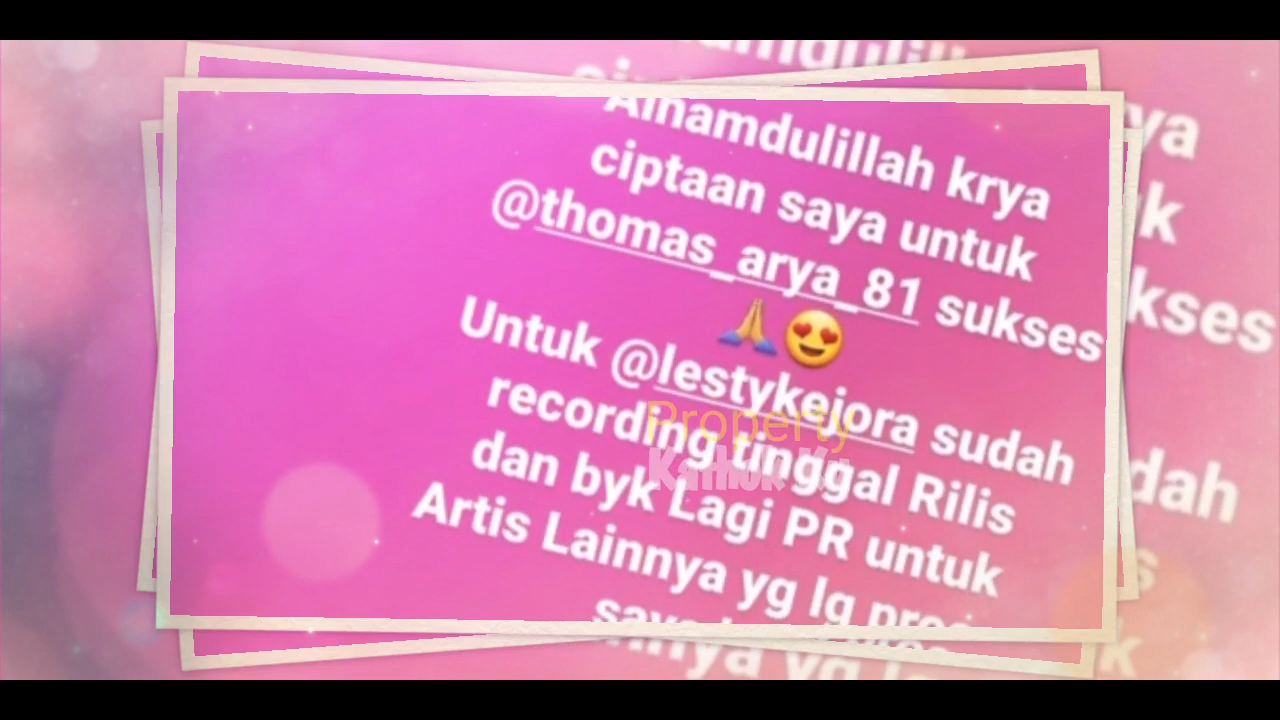 Alhamdulillah krya
ciptaan saya untuk
@thomas_arya_81 sukses
🙏😍
Untuk @lestykejora sudah
recording tinggal Rilis
dan byk Lagi PR untuk
Artis Lainnya yg lg
Property